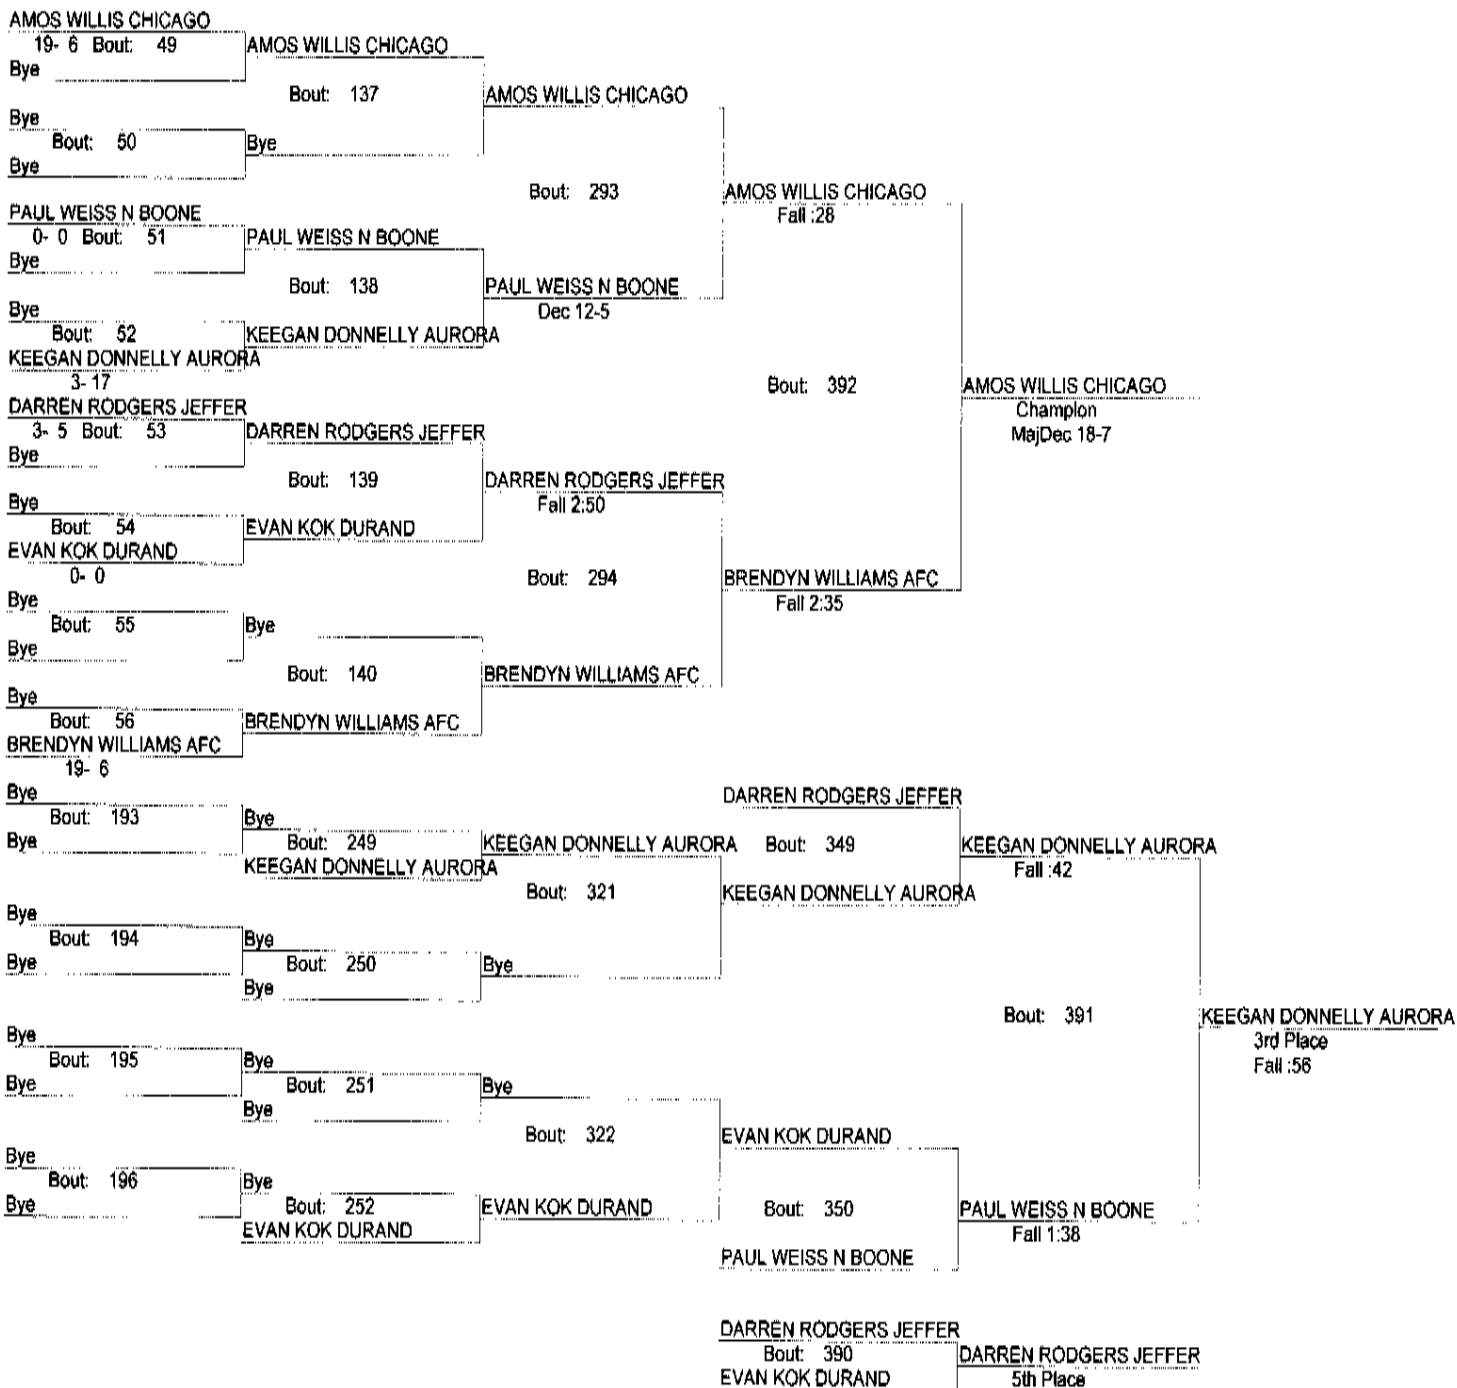 AMOS WILLIS CHICAGO
19- 6 Bout: 49
AMOS WILLIS CHICAGO
Bye
Bout: 137
AMOS WILLIS CHICAGO
Bye
Bout: 50
Bye
Bye
Bout: 293
AMOS WILLIS CHICAGO
Fall :28
PAUL WEISS N BOONE
0- 0 Bout: 51
PAUL WEISS N BOONE
Bye
Bout: 138
PAUL WEISS N BOONE
Dec 12-5
Bye
Bout: 52
KEEGAN DONNELLY AURORA
KEEGAN DONNELLY AURORA
3- 17
Bout: 392
AMOS WILLIS CHICAGO
Champion
MajDec 18-7
DARREN RODGERS JEFFER
3- 5 Bout: 53
DARREN RODGERS JEFFER
Bye
Bout: 139
DARREN RODGERS JEFFER
Fall 2:50
Bye
Bout: 54
EVAN KOK DURAND
EVAN KOK DURAND
0- 0
Bout: 294
BRENDYN WILLIAMS AFC
Fall 2:35
Bye
Bout: 55
Bye
Bye
Bout: 140
BRENDYN WILLIAMS AFC
Bye
Bout: 56
BRENDYN WILLIAMS AFC
BRENDYN WILLIAMS AFC
19- 6
Bye
Bout: 193
Bye
Bye
Bout: 249
KEEGAN DONNELLY AURORA
KEEGAN DONNELLY AURORA
DARREN RODGERS JEFFER
Bout: 349
KEEGAN DONNELLY AURORA
Fall :42
Bout: 321
KEEGAN DONNELLY AURORA
Bye
Bout: 194
Bye
Bye
Bout: 250
Bye
Bye
Bout: 391
KEEGAN DONNELLY AURORA
3rd Place
Fall :56
Bye
Bout: 195
Bye
Bye
Bout: 251
Bye
Bye
Bout: 322
EVAN KOK DURAND
Bye
Bout: 196
Bye
Bye
Bout: 252
EVAN KOK DURAND
EVAN KOK DURAND
Bout: 350
PAUL WEISS N BOONE
Fall 1:38
PAUL WEISS N BOONE
DARREN RODGERS JEFFER
Bout: 390
DARREN RODGERS JEFFER
EVAN KOK DURAND
5th Place